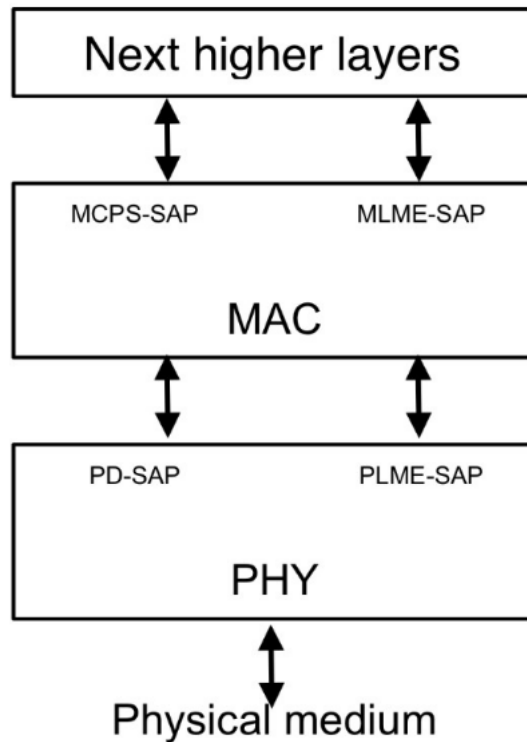 Next higher layers
MCPS-SAP MLME-SAP
MAC
PD-SAP PLME-SAP
PHY
Physical medium